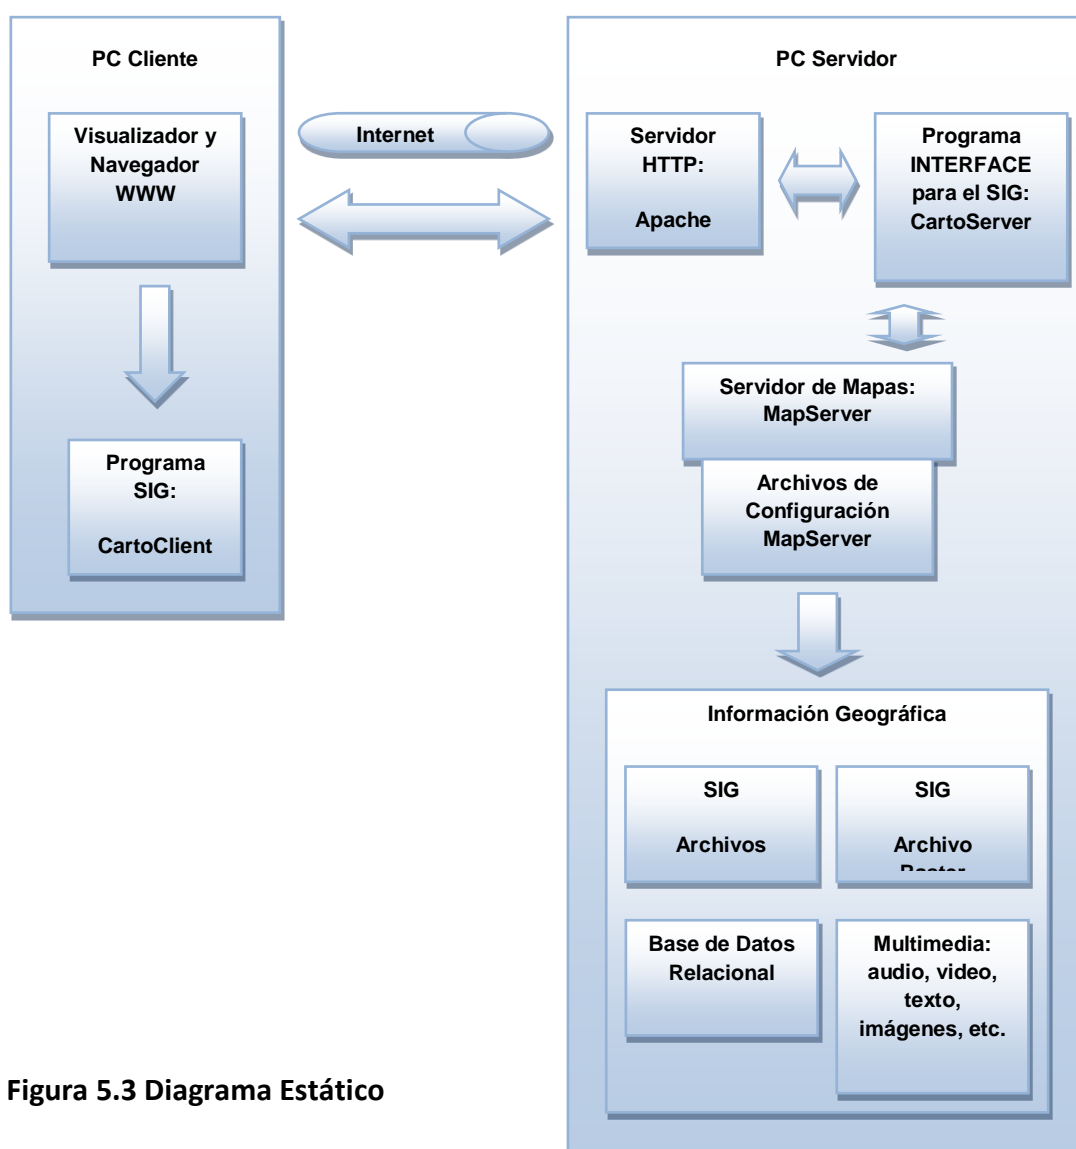 PC Cliente
Visualizador y
Navegador
WWW
Programa
SIG:
CartoClient
Internet
PC Servidor
Servidor
HTTP:
Apache
Programa
INTERFACE
para el SIG:
CartoServer
Servidor de Mapas:
MapServer
Archivos de
Configuración
MapServer
Información Geográfica
SIG
Archivos
SIG
Archivo
Base de Datos
Relacional
Multimedia:
audio, video,
texto,
imágenes, etc.
Figura 5.3 Diagrama Estático